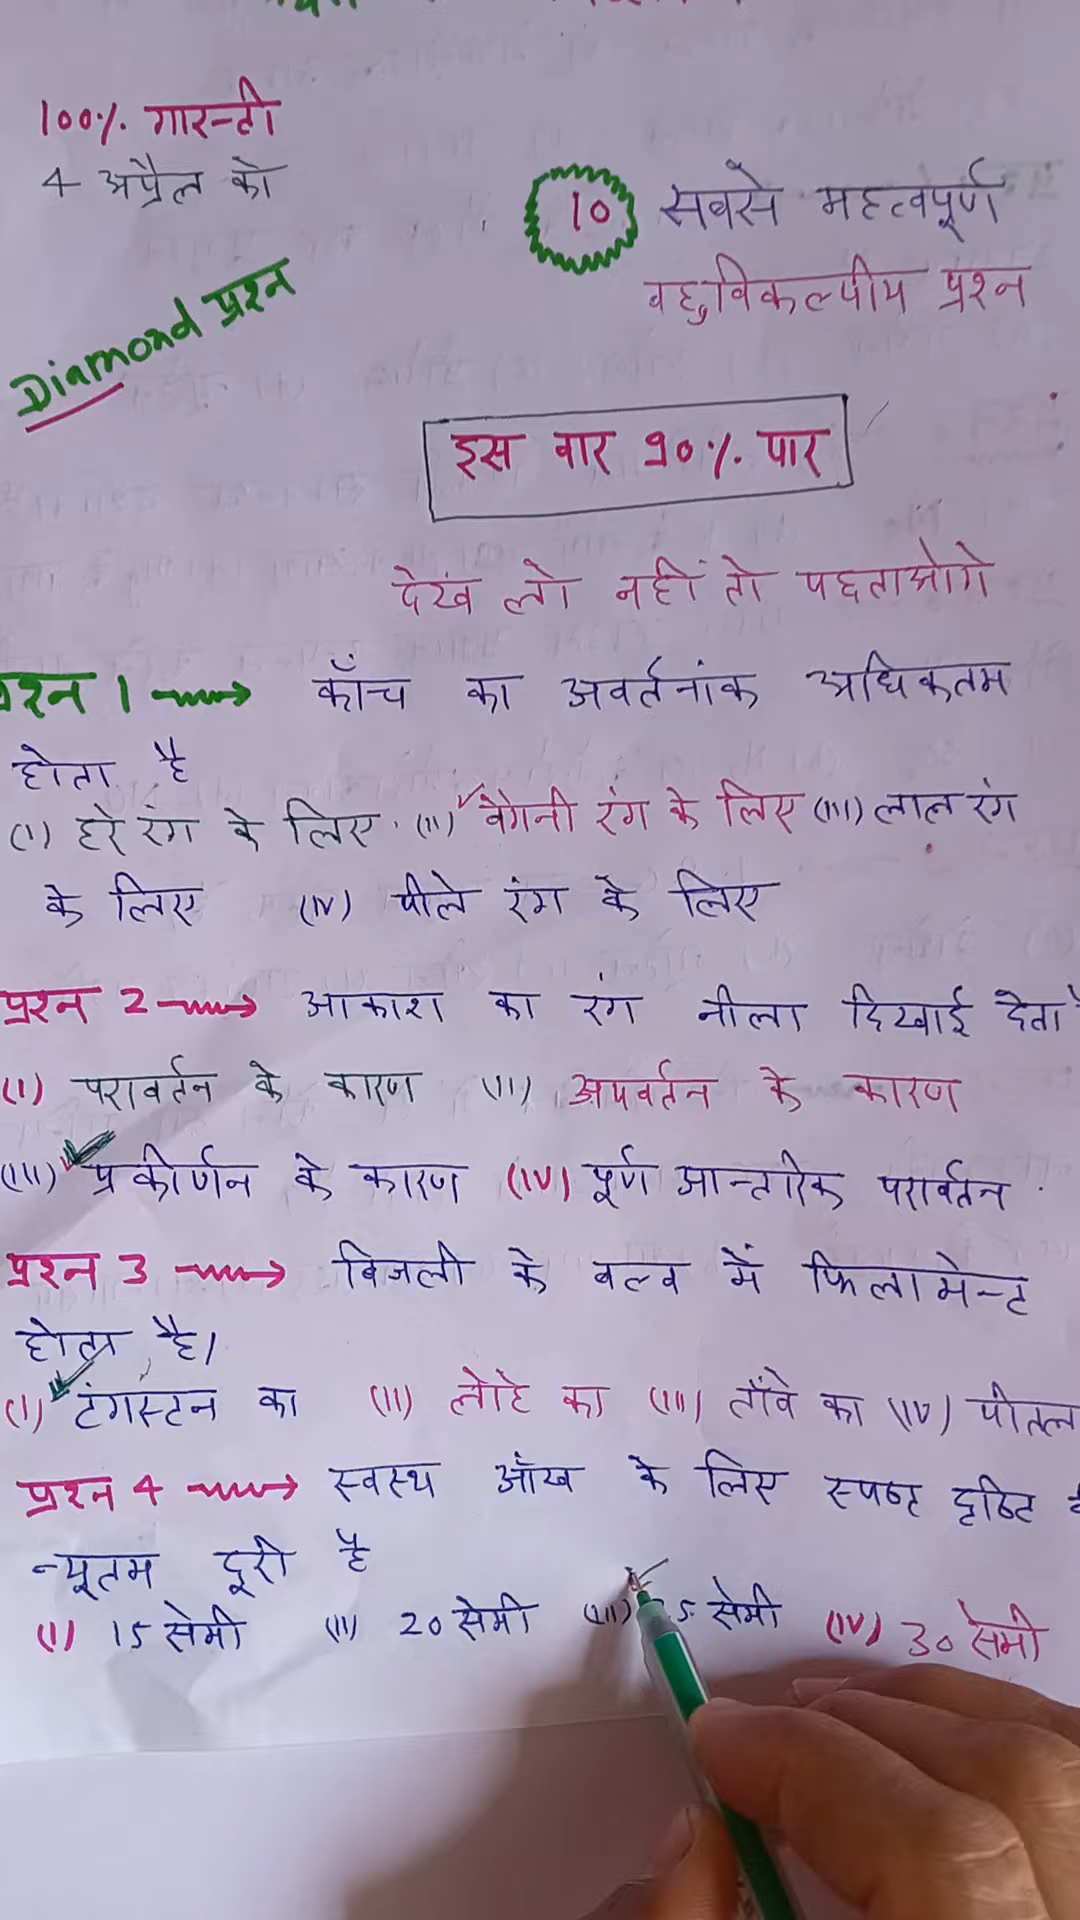 100% गारन्टी
4 अप्रैल को
10 सबसे महत्वपूर्ण
बहुविकल्पीय प्रश्न
Diamond प्रश्न
इस वार 90% पार
देख लो नहीं तो पछताओगे
प्रश्न 1 → काँच का अवर्तनांक अधिकतम
होता है
(I) हरे रंग के लिए (II) बैगनी रंग के लिए (III) लाल रंग
के लिए (IV) पीले रंग के लिए
प्रश्न 2 → आकाश का रंग नीला दिखाई देता है
(I) परावर्तन के कारण (II) अपवर्तन के कारण
(III) प्रकीर्णन के कारण (IV) पूर्ण आन्तरिक परार्वतन
प्रश्न 3 → बिजली के बल्व में फिलामेन्ट
होता है।
(I) टंगस्टन का (II) लोहे का (III) ताँवे का (IV) पीतल
प्रश्न 4 → स्वस्थ आँख के लिए स्पष्ट दृष्टि
न्यूतम दूरी है
(I) 15 सेमी (II) 20 सेमी (III) 5 सेमी (IV) 30 सेमी